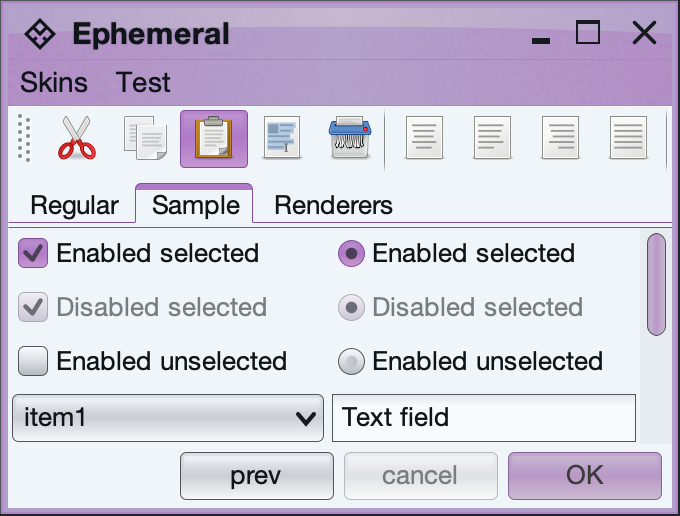 Ephemeral
Skins Test
Regular Sample Renderers
Enabled selected Enabled selected
Disabled selected Disabled selected
Enabled unselected Enabled unselected
item1 Text field
prev cancel OK